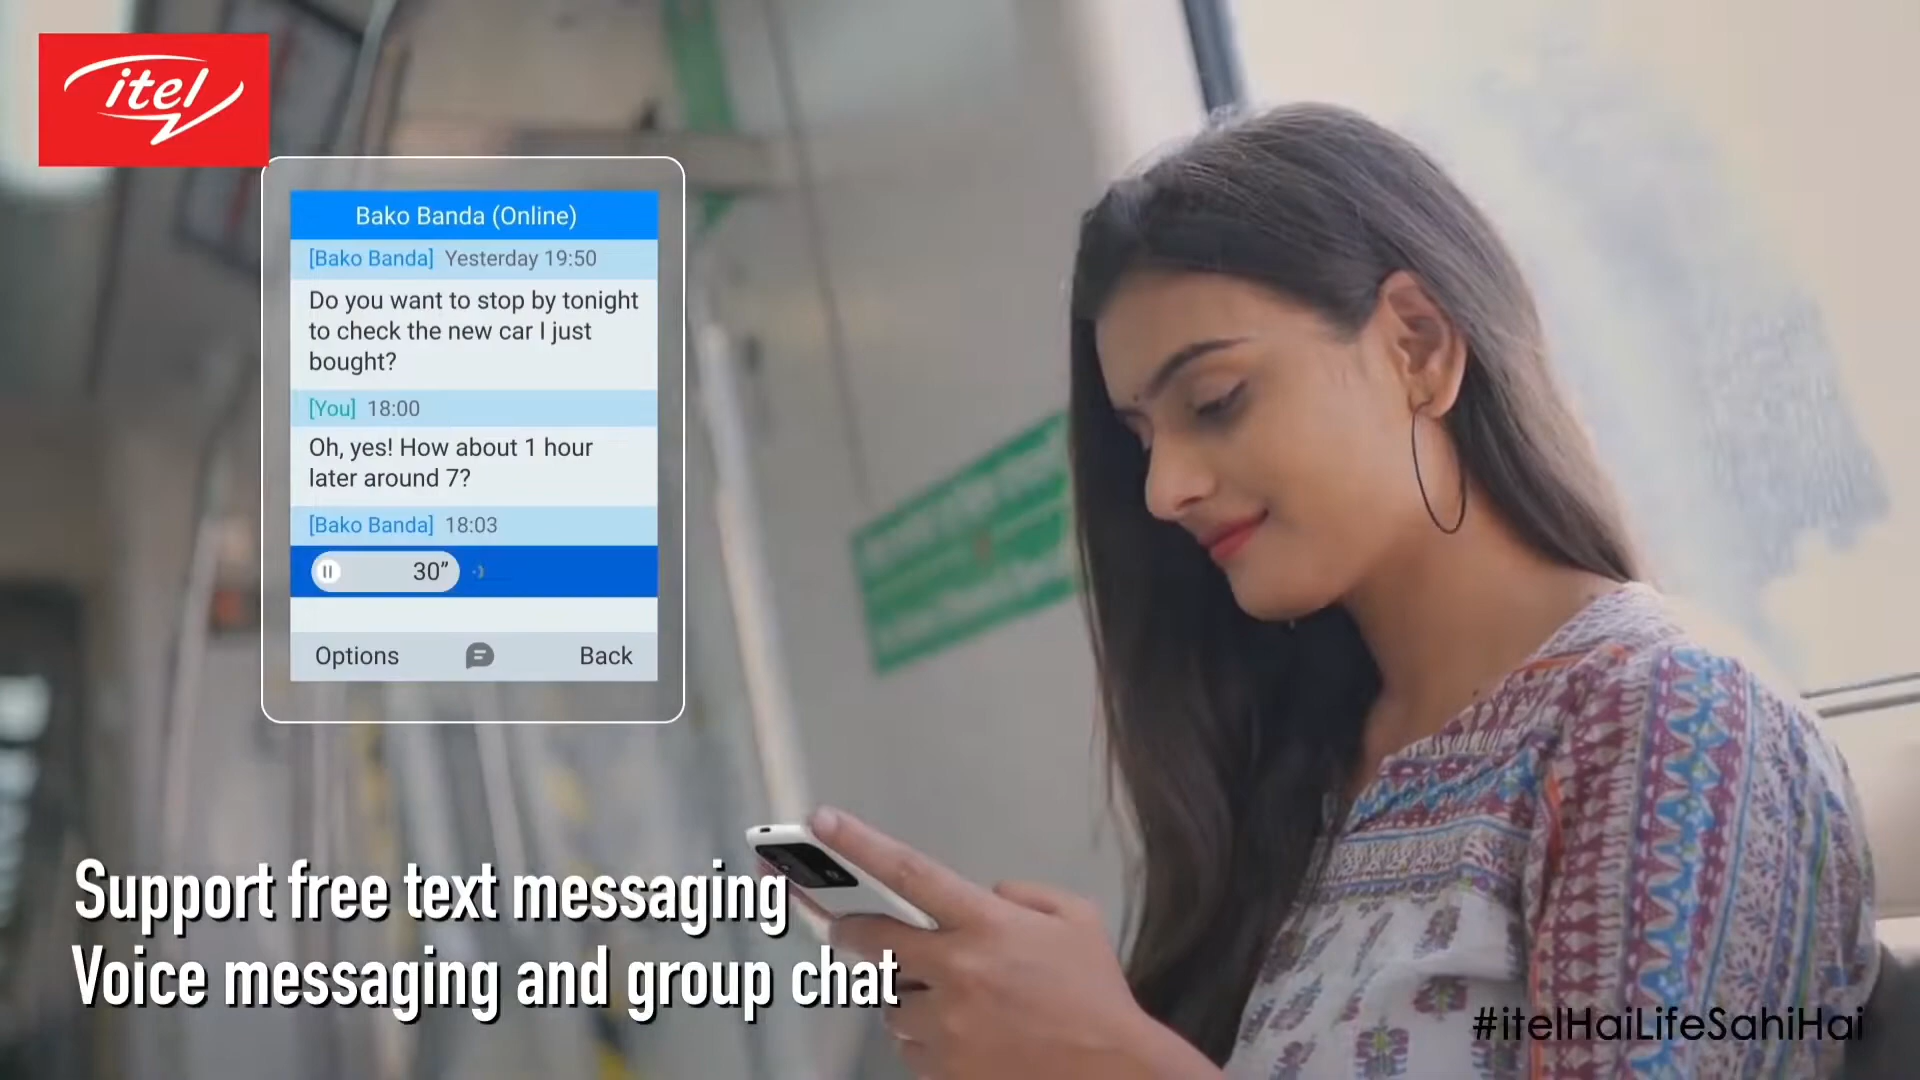 itel
Bako Banda (Online)
[Bako Banda] Yesterday 19:50
Do you want to stop by tonight
to check the new car I just
bought?
[You] 18:00
Oh, yes! How about 1 hour
later around 7?
[Bako Banda] 18:03
30”
Options
Back
Support free text messaging
Voice messaging and group chat
#itelHaiLifeSahiHai